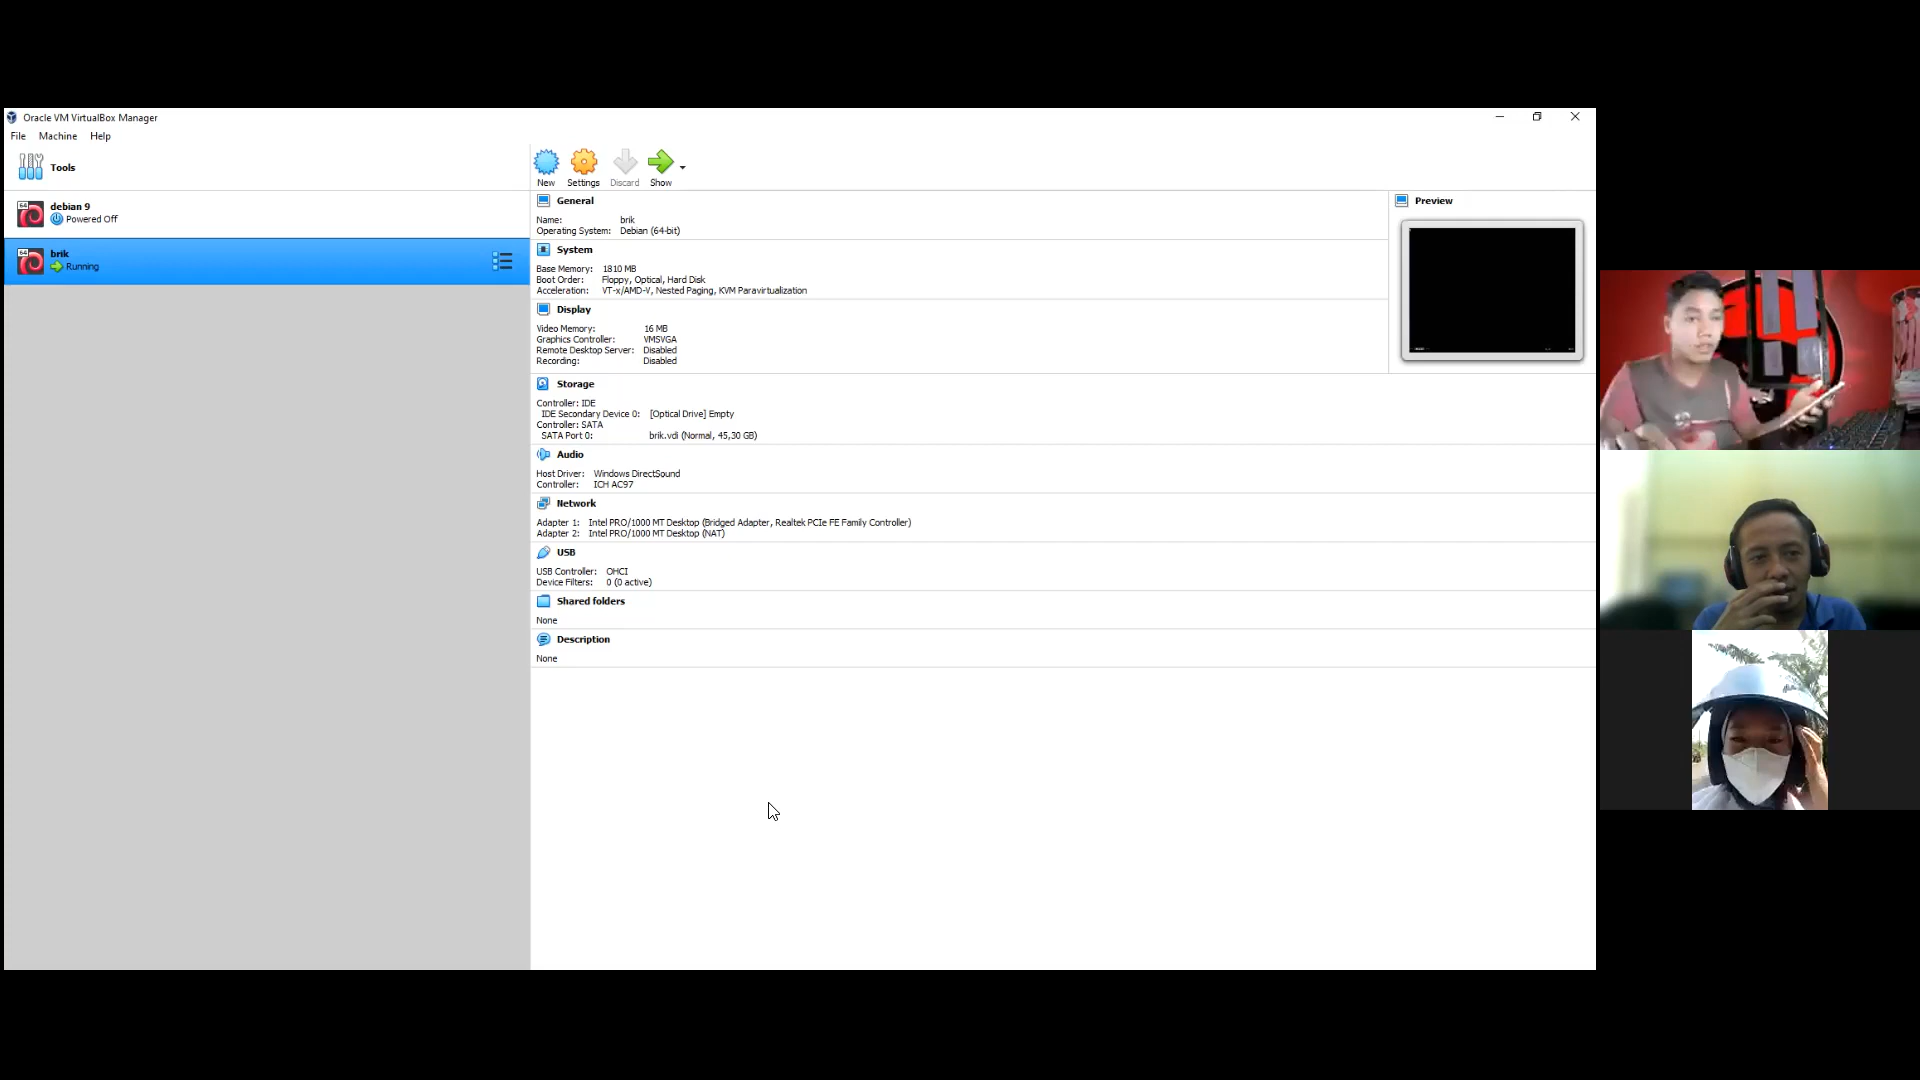 Oracle VM VirtualBox Manager
File Machine Help
Tools
New Settings Discard Show
64 debian 9
Powered Off
64 brik
Running
General
Name: brik
Operating System: Debian (64-bit)
System
Base Memory: 1810 MB
Boot Order: Floppy, Optical, Hard Disk
Acceleration: VT-x/AMD-V, Nested Paging, KVM Paravirtualization
Display
Video Memory: 16 MB
Graphics Controller: VMSVGA
Remote Desktop Server: Disabled
Recording: Disabled
Storage
Controller: IDE
IDE Secondary Device 0: [Optical Drive] Empty
Controller: SATA
SATA Port 0: brik.vdi (Normal, 45,30 GB)
Audio
Host Driver: Windows DirectSound
Controller: ICH AC97
Network
Adapter 1: Intel PRO/1000 MT Desktop (Bridged Adapter, Realtek PCIe FE Family Controller)
Adapter 2: Intel PRO/1000 MT Desktop (NAT)
USB
USB Controller: OHCI
Device Filters: 0 (0 active)
Shared folders
None
Description
None
Preview